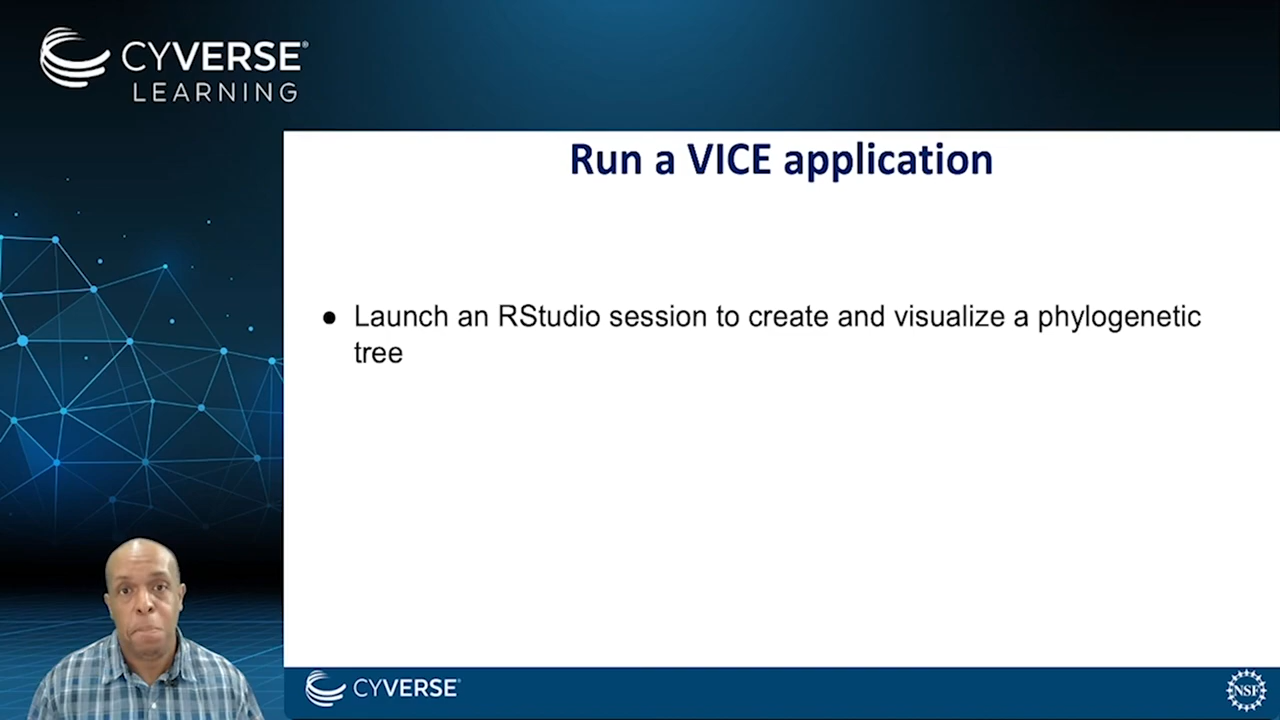 CYVERSE®
LEARNING
Run a VICE application
● Launch an RStudio session to create and visualize a phylogenetic
tree
CYVERSE®
NSF